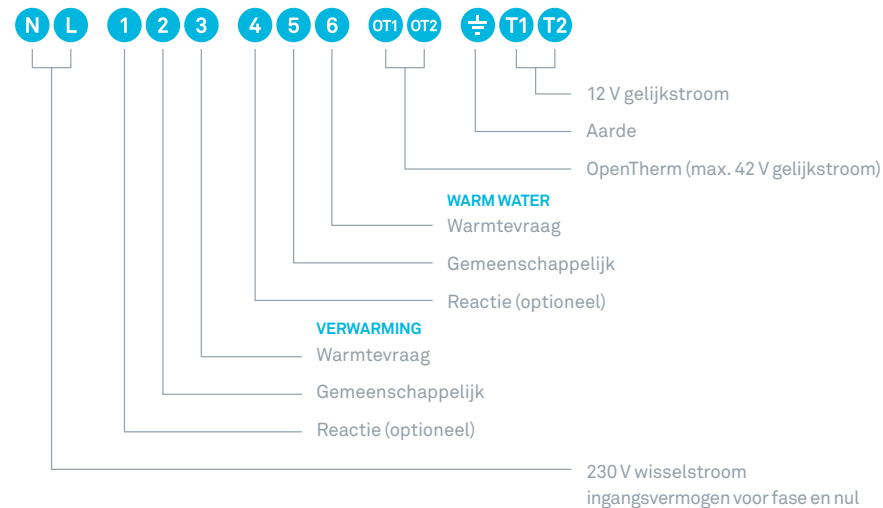 N L 1 2 3 4 5 6 OT1 OT2 ⏚ T1 T2
12 V gelijkstroom
Aarde
OpenTherm (max. 42 V gelijkstroom)
WARM WATER
Warmtevraag
Gemeenschappelijk
Reactie (optioneel)
VERWARMING
Warmtevraag
Gemeenschappelijk
Reactie (optioneel)
230 V wisselstroom
ingangsvermogen voor fase en nul